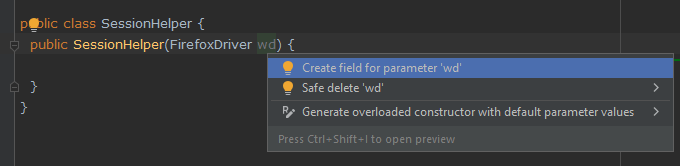 public class SessionHelper {
public SessionHelper(FirefoxDriver wd) {
Create field for parameter 'wd'
Safe delete 'wd'
}
Generate overloaded constructor with default parameter values
}
Press Ctrl+Shift+I to open preview